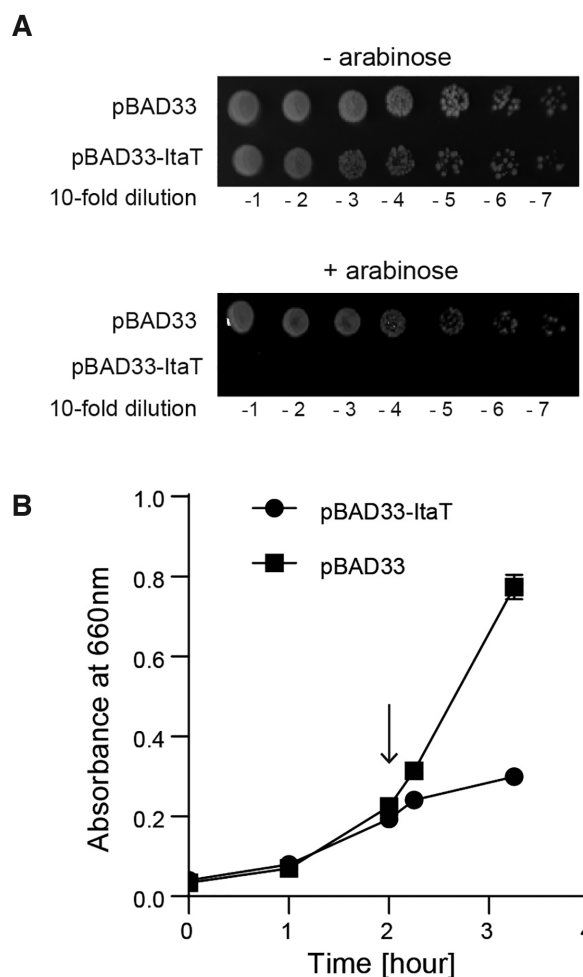 A
- arabinose
pBAD33
pBAD33-ItaT
10-fold dilution -1 - 2 - 3 - 4 - 5 - 6 - 7
+ arabinose
pBAD33
pBAD33-ItaT
10-fold dilution -1 - 2 - 3 - 4 - 5 - 6 - 7
B
pBAD33-ItaT
pBAD33
Absorbance at 660nm
1.0
0.8
0.6
0.4
0.2
0.0
0 1 2 3 4
Time [hour]